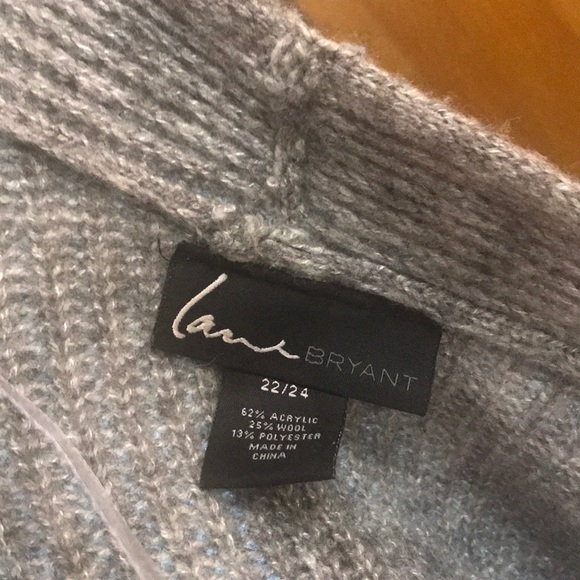 Lane BRYANT
22/24
62% ACRYLIC
25% WOOL
13% POLYESTER
MADE IN
CHINA